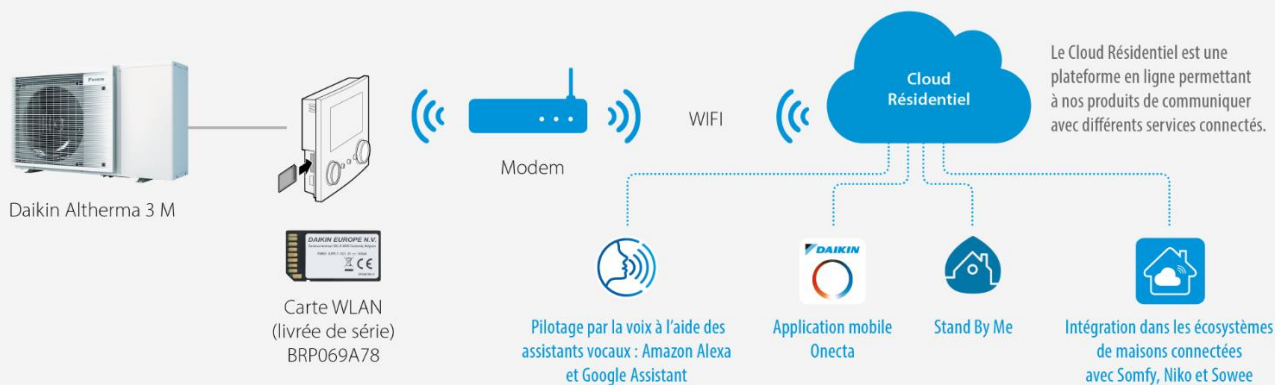 Cloud
Résidentiel
Le Cloud Résidentiel est une
plateforme en ligne permettant
à nos produits de communiquer
avec différents services connectés.
WIFI
Modem
Daikin Altherma 3 M
DAIKIN EUROPE N.V.
CE
Carte WLAN
(livrée de série)
BRP069A78
DAIKIN
Pilotage par la voix à l'aide des
assistants vocaux : Amazon Alexa
et Google Assistant
Application mobile
Onecta
Stand By Me
Intégration dans les écosystèmes
de maisons connectées
avec Somfy, Niko et Sowee